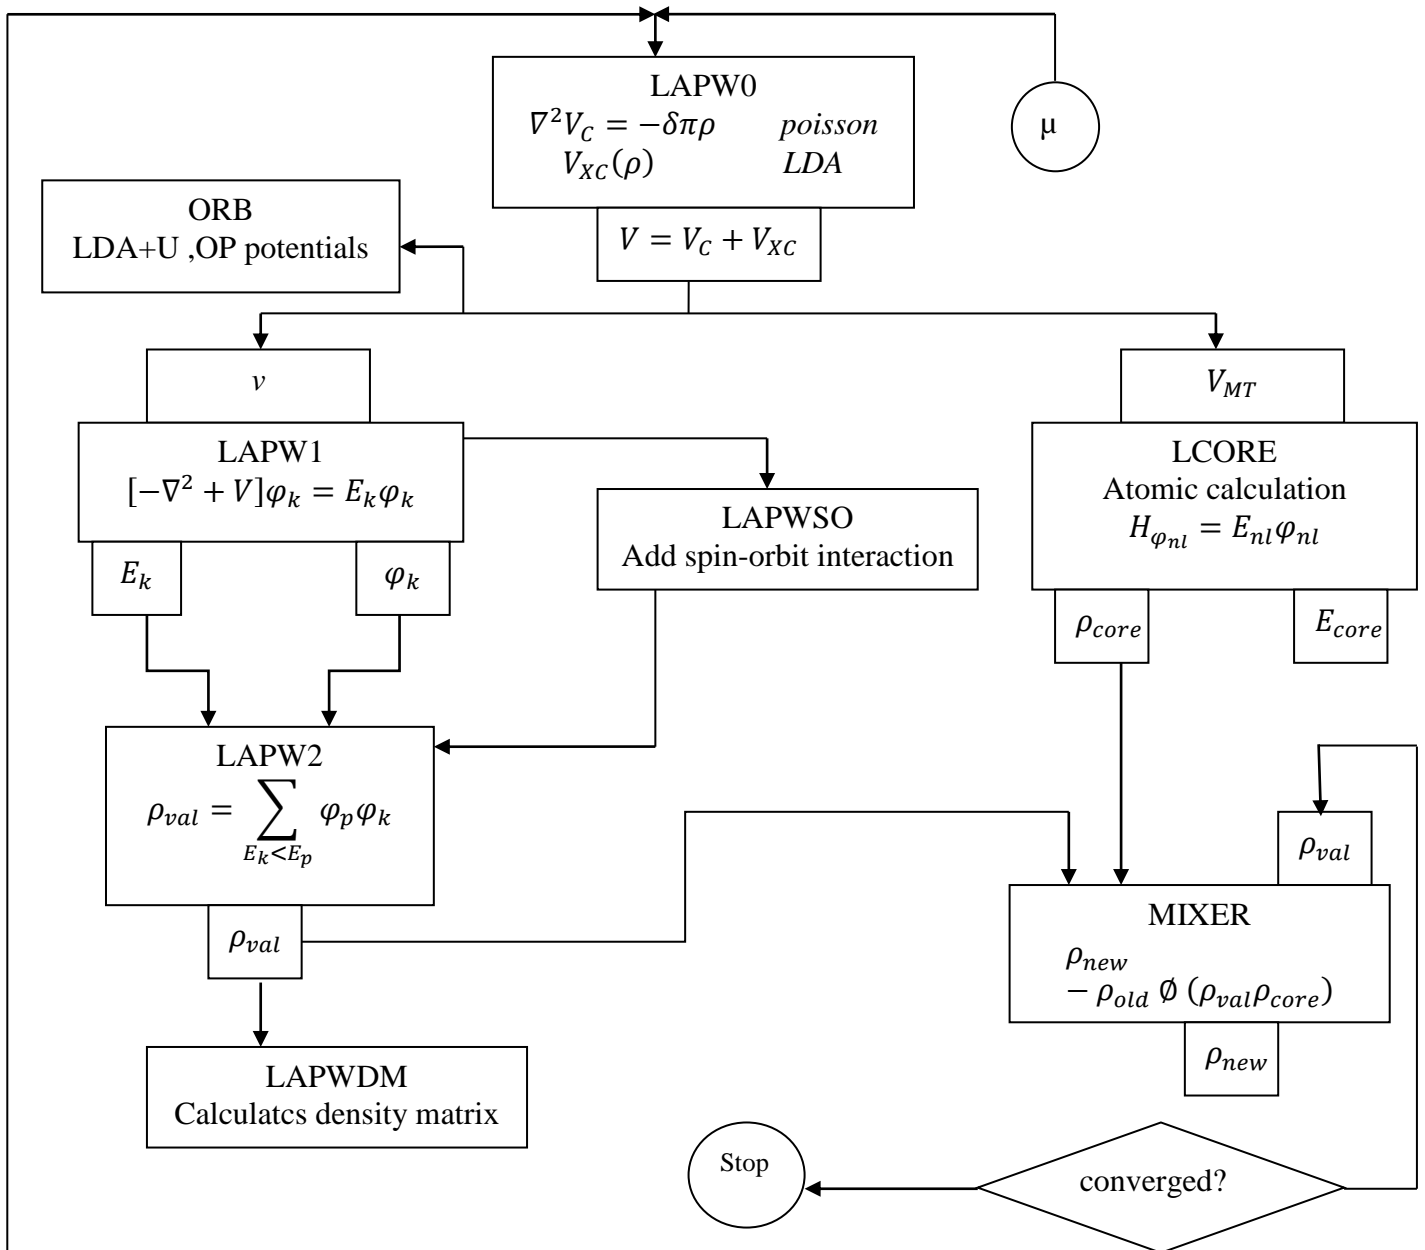 LAPW0
∇²V_C = −δπρ poisson
V_XC(ρ) LDA
μ
ORB
LDA+U ,OP potentials
V = V_C + V_XC
v
V_MT
LAPW1
[−∇² + V]φ_k = E_kφ_k
LCORE
Atomic calculation
H_φ_nl = E_nlφ_nl
LAPWSO
Add spin-orbit interaction
E_k
φ_k
ρ_core
E_core
LAPW2
ρ_val = ∑ φ_pφ_k
E_k<E_p
ρ_val
ρ_val
MIXER
ρ_new
− ρ_old ∅ (ρ_valρ_core)
ρ_new
LAPWDM
Calculatcs density matrix
Stop
converged?